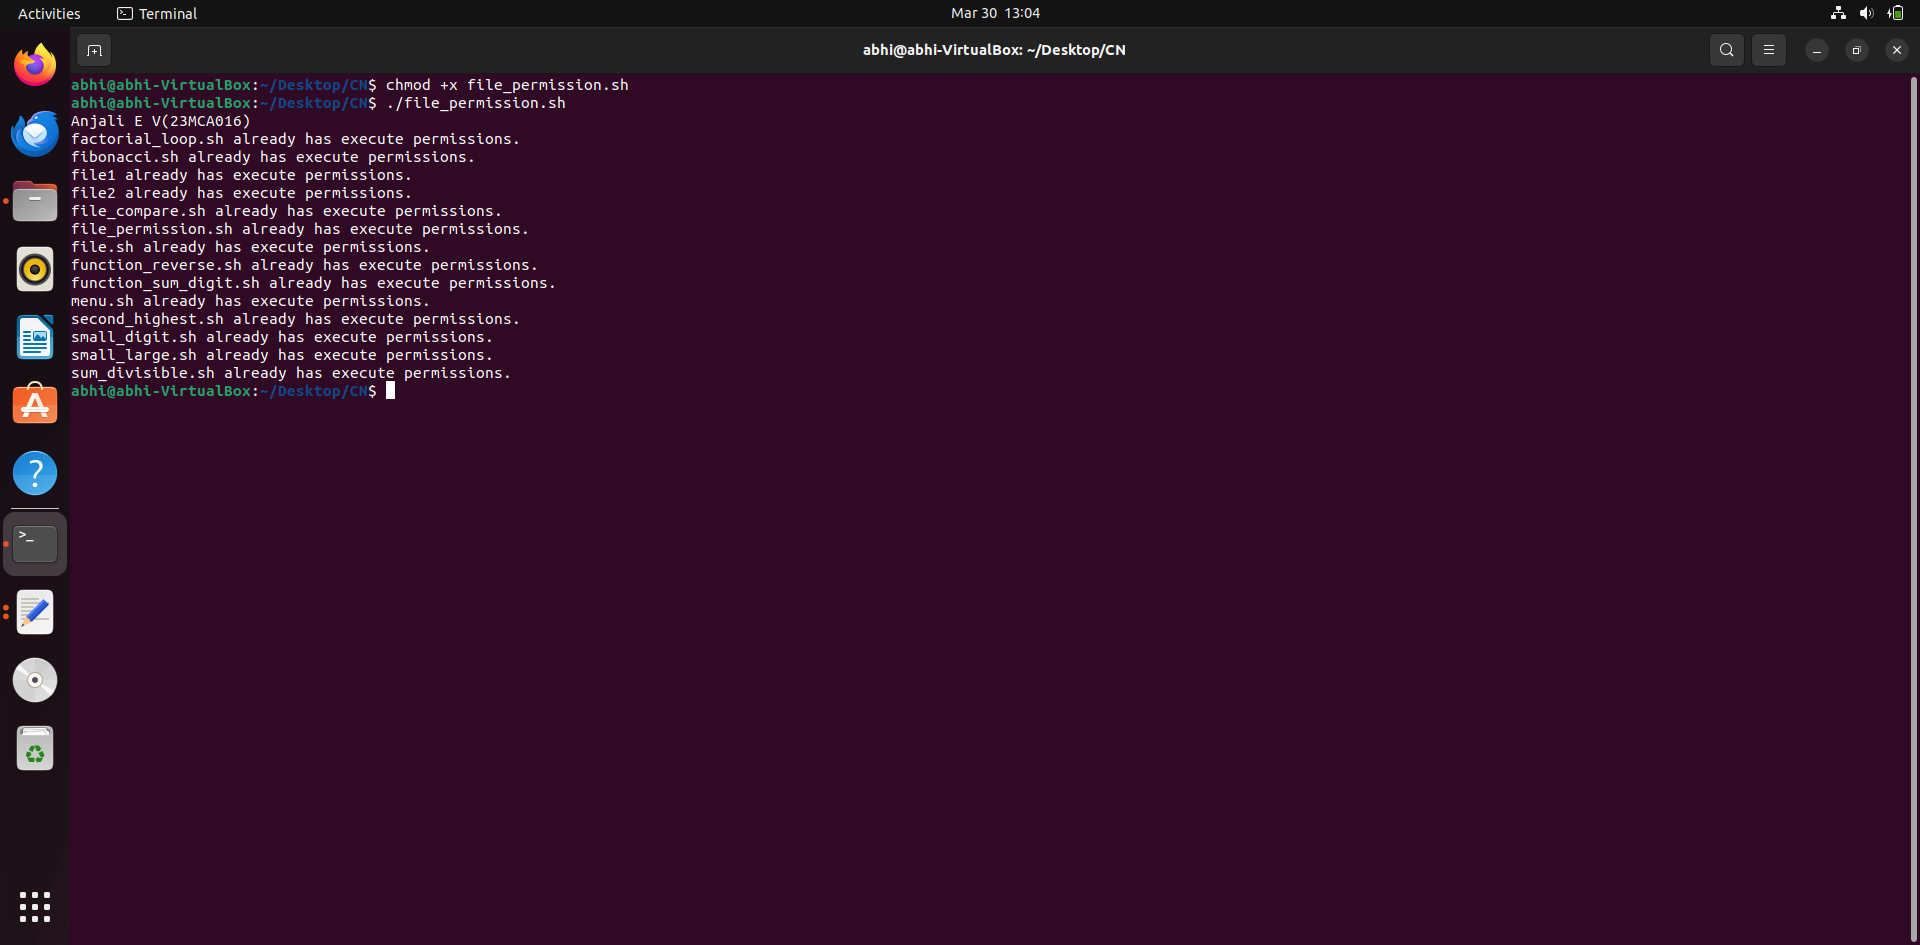 Activities
Terminal
Mar 30 13:04
abhi@abhi-VirtualBox: ~/Desktop/CN
abhi@abhi-VirtualBox:~/Desktop/CN$ chmod +x file_permission.sh
abhi@abhi-VirtualBox:~/Desktop/CN$ ./file_permission.sh
Anjali E V(23MCA016)
factorial_loop.sh already has execute permissions.
fibonacci.sh already has execute permissions.
file1 already has execute permissions.
file2 already has execute permissions.
file_compare.sh already has execute permissions.
file_permission.sh already has execute permissions.
file.sh already has execute permissions.
function_reverse.sh already has execute permissions.
function_sum_digit.sh already has execute permissions.
menu.sh already has execute permissions.
second_highest.sh already has execute permissions.
small_digit.sh already has execute permissions.
small_large.sh already has execute permissions.
sum_divisible.sh already has execute permissions.
abhi@abhi-VirtualBox:~/Desktop/CN$